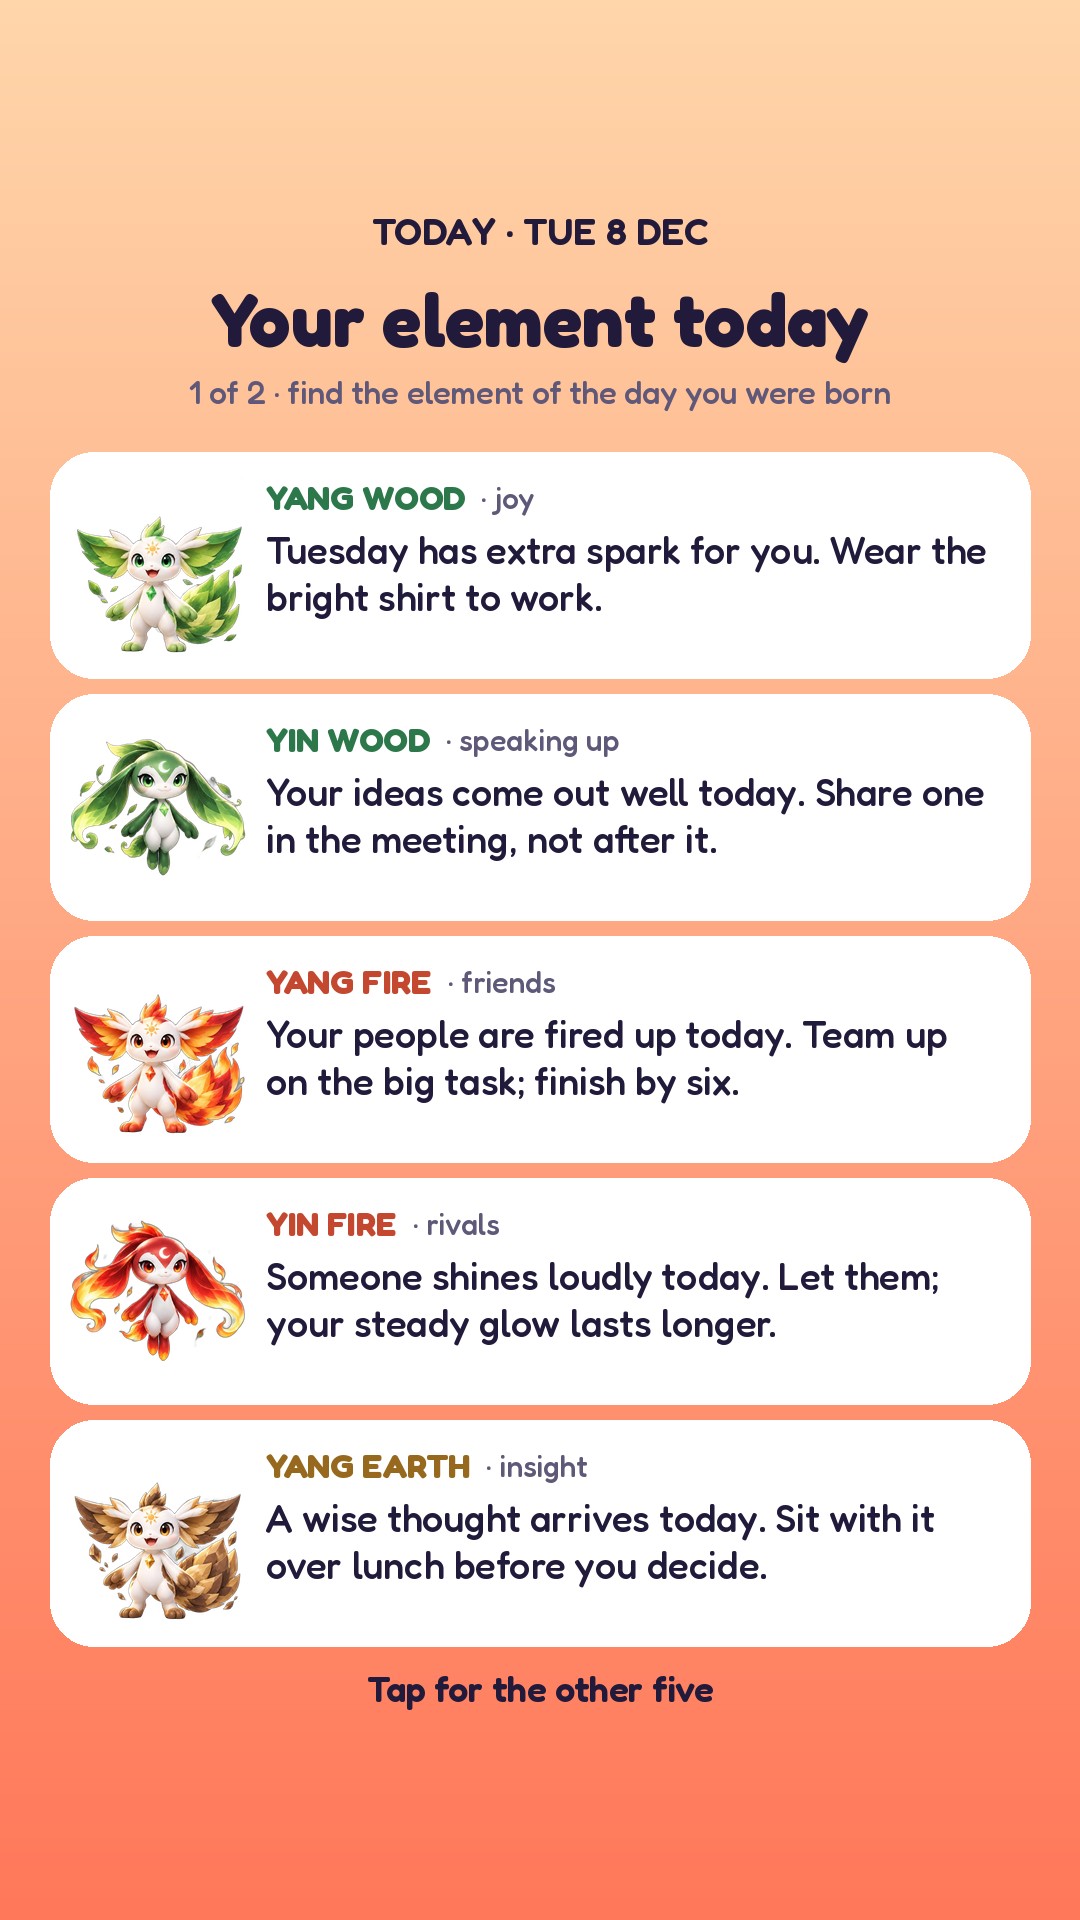 TODAY · TUE 8 DEC
Your element today
1 of 2 · find the element of the day you were born
YANG WOOD · joy
Tuesday has extra spark for you. Wear the
bright shirt to work.
YIN WOOD · speaking up
Your ideas come out well today. Share one
in the meeting, not after it.
YANG FIRE · friends
Your people are fired up today. Team up
on the big task; finish by six.
YIN FIRE · rivals
Someone shines loudly today. Let them;
your steady glow lasts longer.
YANG EARTH · insight
A wise thought arrives today. Sit with it
over lunch before you decide.
Tap for the other five